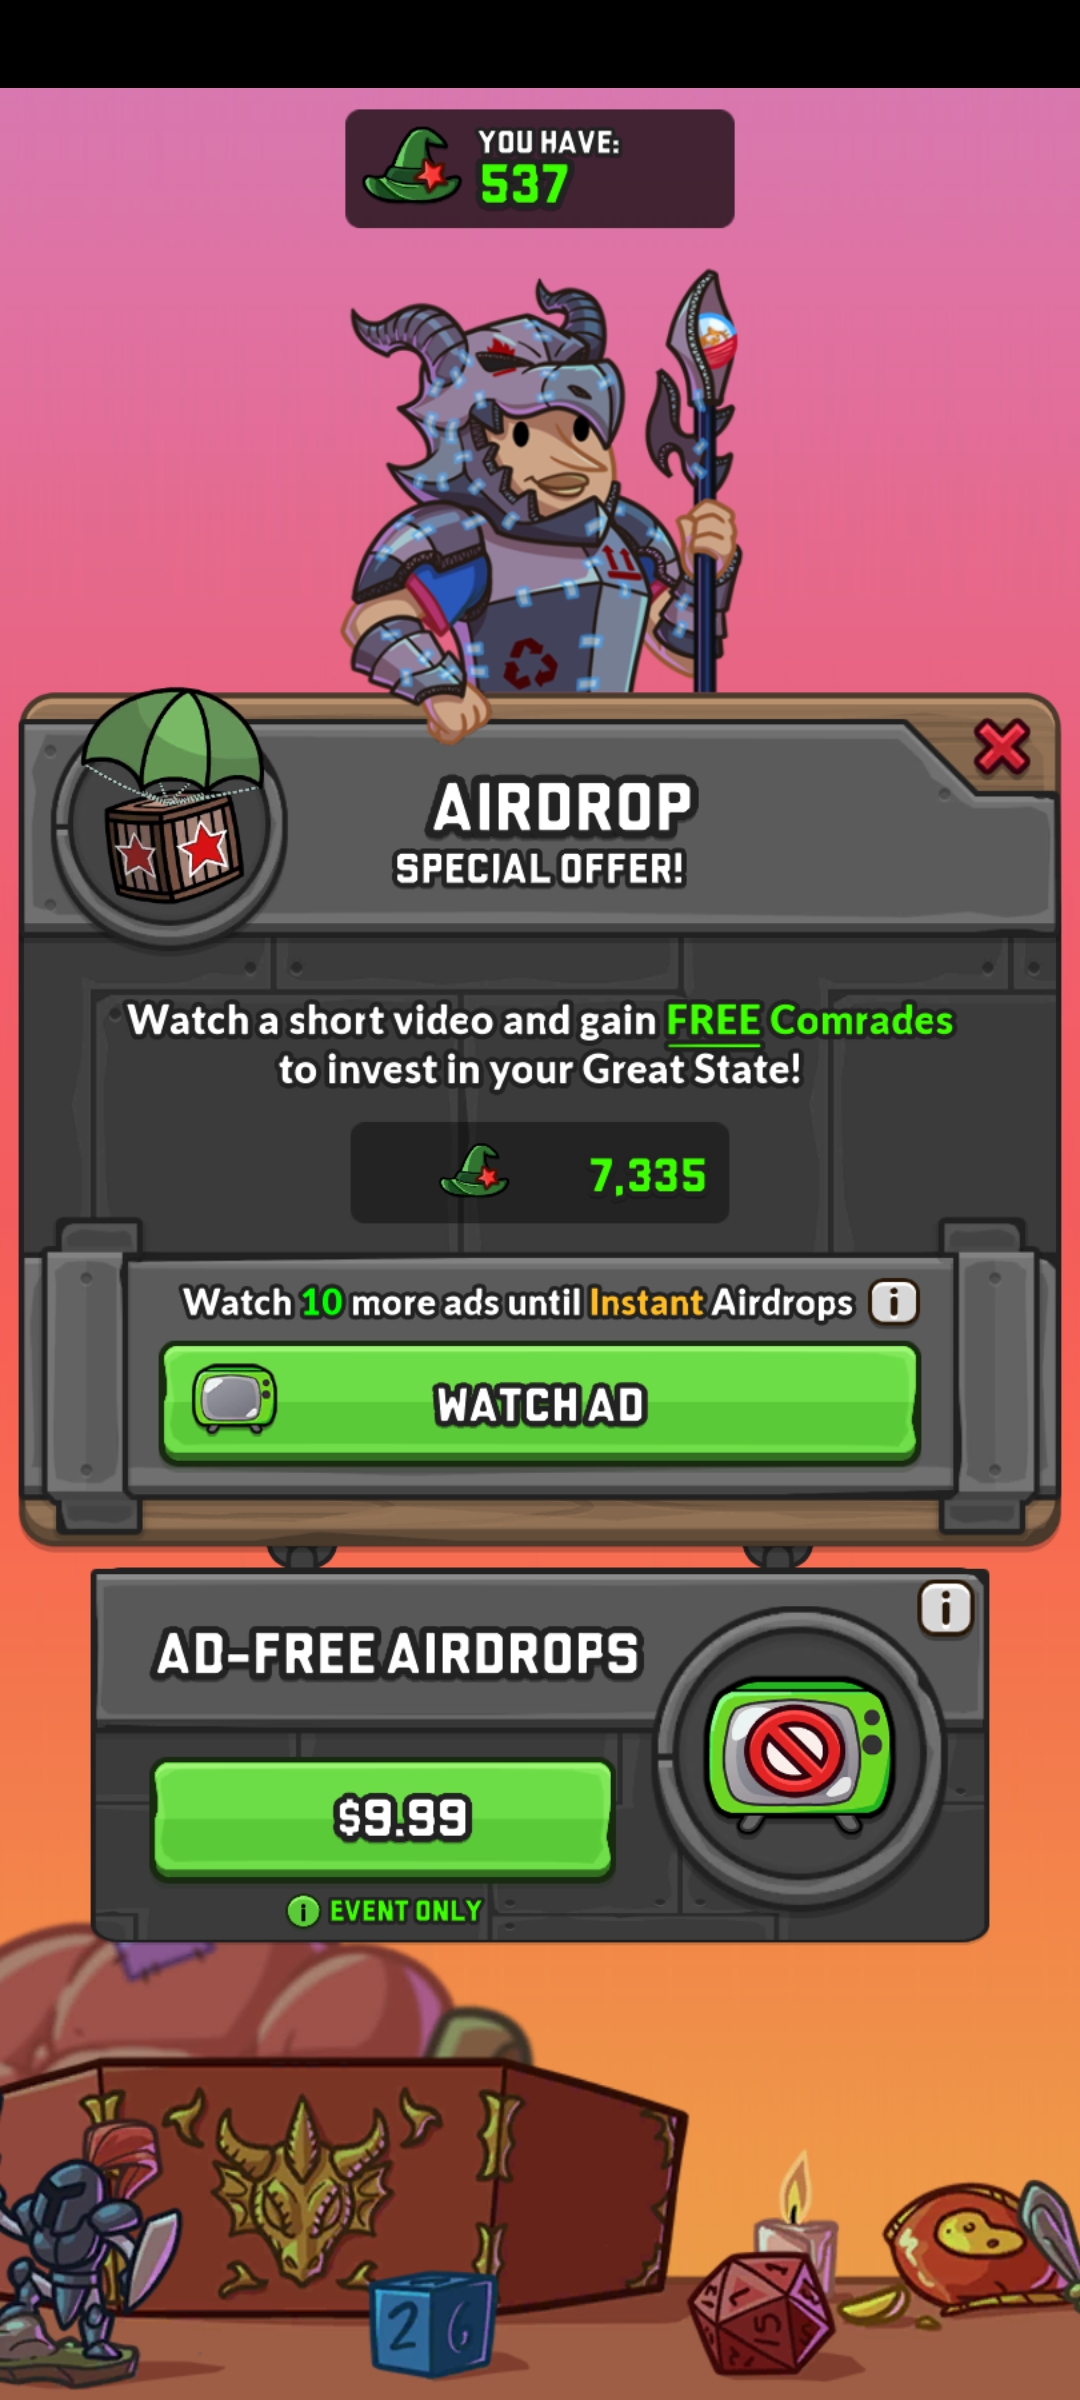 YOU HAVE:
537
AIRDROP
SPECIAL OFFER!
Watch a short video and gain FREE Comrades
to invest in your Great State!
7,335
Watch 10 more ads until Instant Airdrops i
WATCH AD
i
AD-FREE AIRDROPS
$9.99
i EVENT ONLY
2 6
15